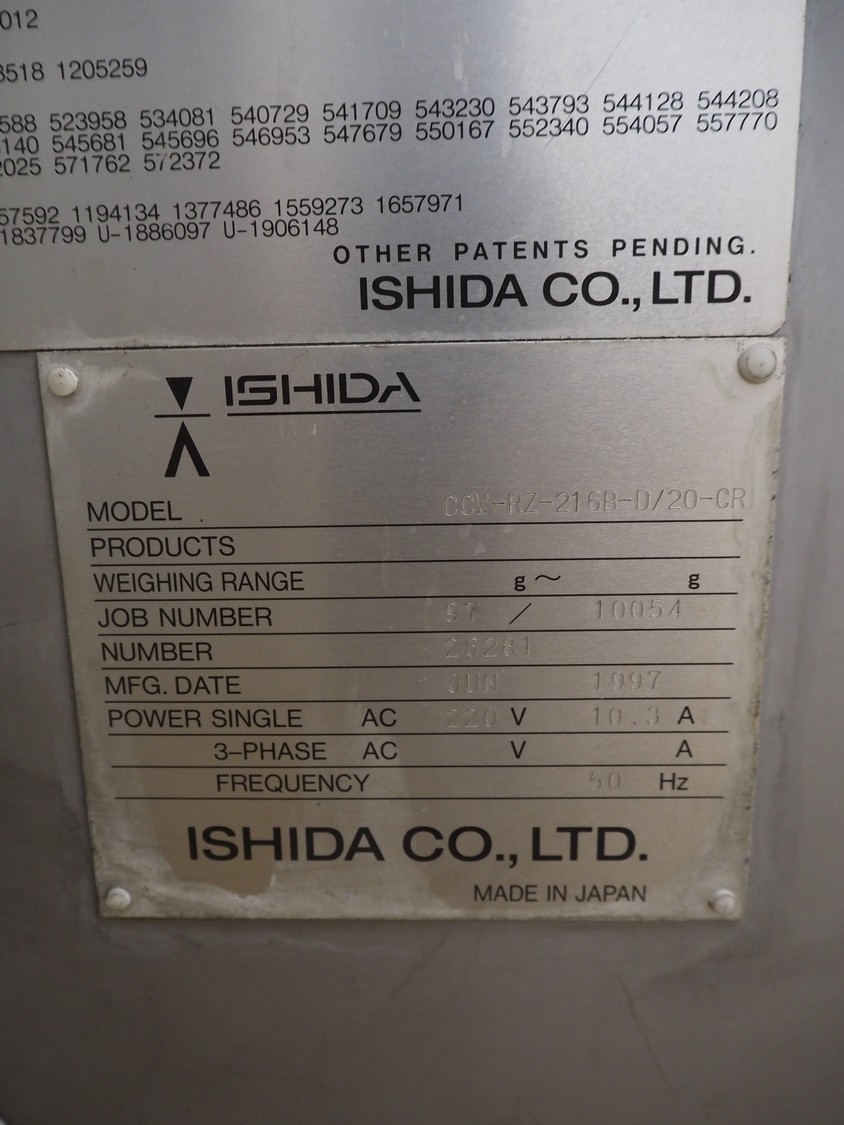 012
3518 1205259
588 523958 534081 540729 541709 543230 543793 544128 544208
140 545681 545696 546953 547679 550167 552340 554057 557770
2025 571762 572372
57592 1194134 1377486 1559273 1657971
1837799 U-1886097 U-1906148
OTHER PATENTS PENDING.
ISHIDA CO., LTD.
ISHIDA
MODEL CCW-RZ-216B-D/20-CR
PRODUCTS
WEIGHING RANGE g~ g
JOB NUMBER 97 / 10054
NUMBER 26281
MFG. DATE JUN 1997
POWER SINGLE AC 220 V 10.3 A
3-PHASE AC V A
FREQUENCY 50 Hz
ISHIDA CO., LTD.
MADE IN JAPAN